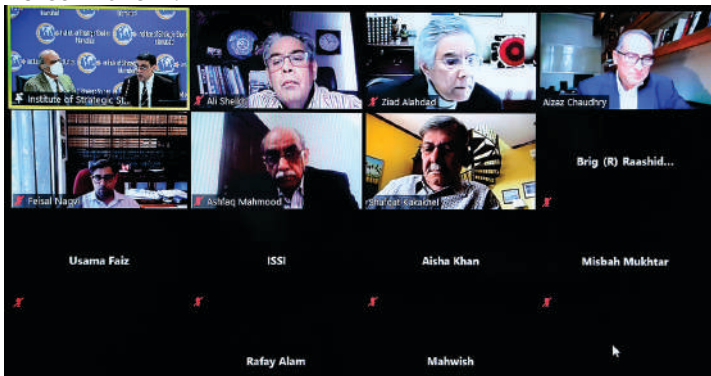 Institute of Strategic St...
Ali Sheikh
Ziad Alahdad
Aizaz Chaudhry
Feisal Naqvi
Ashfaq Mahmood
Shafqat Kakakhel
Brig (R) Raashid...
Usama Faiz
ISSI
Aisha Khan
Misbah Mukhtar
Rafay Alam
Mahwish